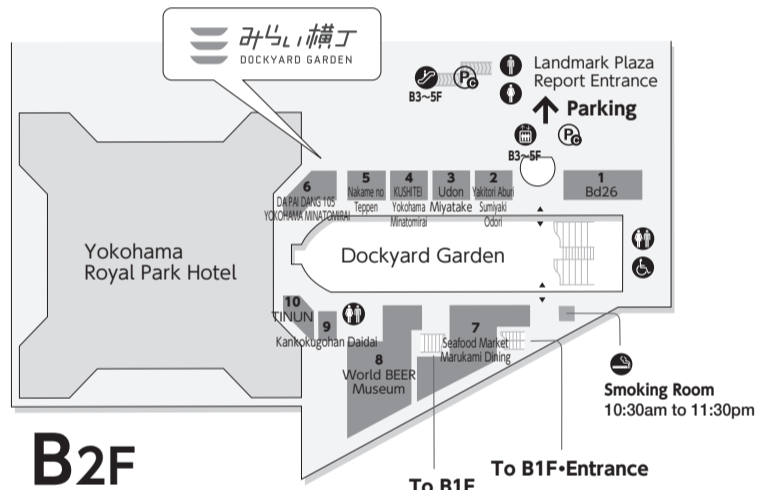 みらい横丁
DOCKYARD GARDEN
B3～5F
Landmark Plaza
Report Entrance
Parking
B3～5F
6
DA PAI DANG 105
YOKOHAMA MINATOMIRAI
5
Nakame no
Teppen
4
KUSHITEI
Yokohama
Minatomirai
3
Udon
Miyatake
2
Yakitori Aburi
Sumiyaki
Odori
1
Bd26
Yokohama
Royal Park Hotel
Dockyard Garden
10
TINUN
9
Kankokugohan Daidai
8
World BEER
Museum
7
Seafood Market
Marukami Dining
Smoking Room
10:30am to 11:30pm
B2F
To B1F
To B1F•Entrance